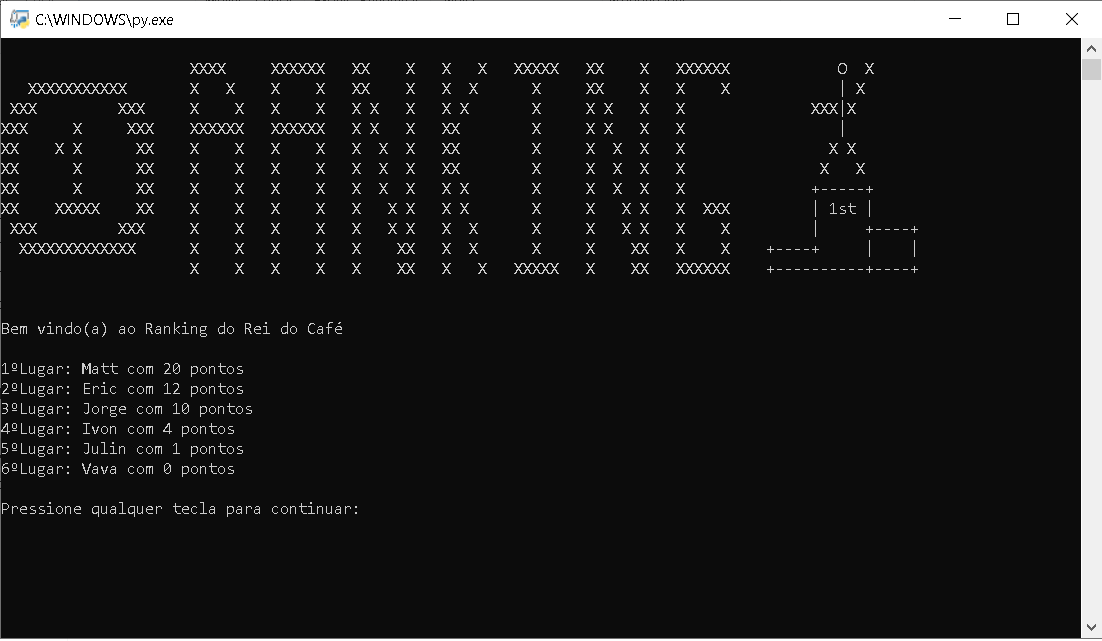 C:\WINDOWS\py.exe
RANKING
1st
Bem vindo(a) ao Ranking do Rei do Café
1ºLugar: Matt com 20 pontos
2ºLugar: Eric com 12 pontos
3ºLugar: Jorge com 10 pontos
4ºLugar: Ivon com 4 pontos
5ºLugar: Julin com 1 pontos
6ºLugar: Vava com 0 pontos
Pressione qualquer tecla para continuar: